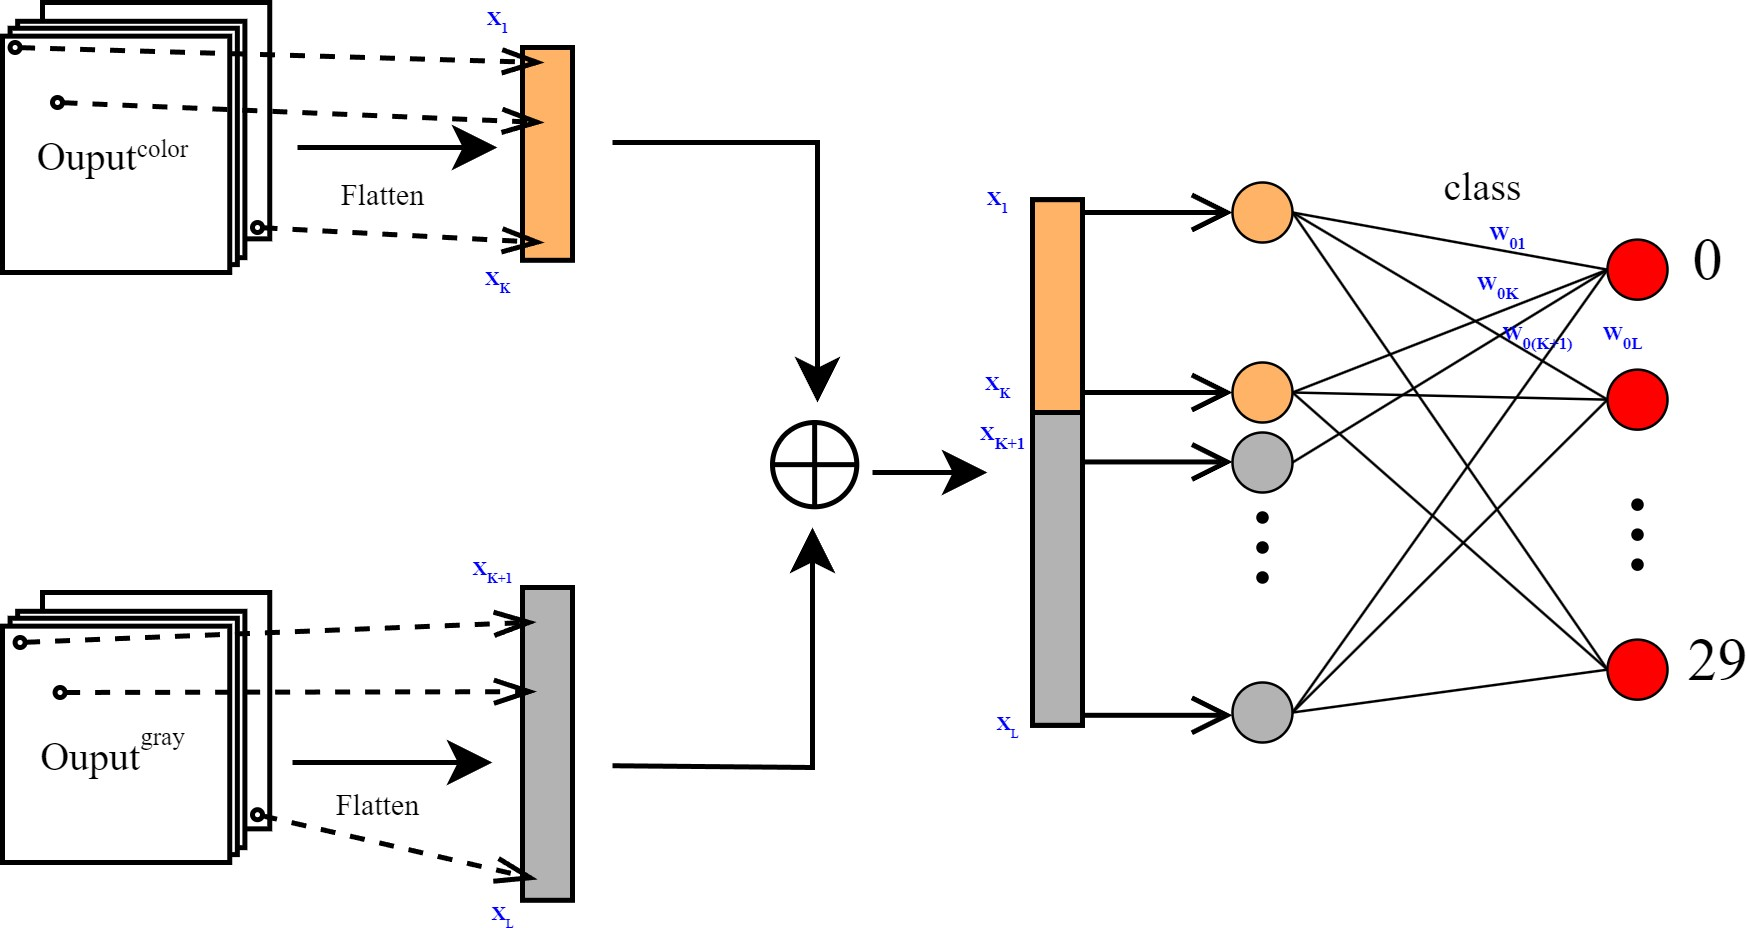 X1
Ouputcolor
Flatten
XK
X1
class
W01
0
W0K
W0(K+1)
W0L
XK
XK+1
XK+1
29
Ouputgray
Flatten
XL
XL